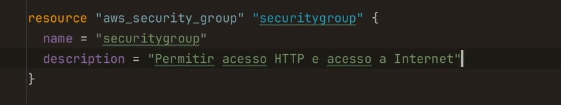 resource "aws_security_group" "securitygroup" {
name = "securitygroup"
description = "Permitir acesso HTTP e acesso a Internet"
}